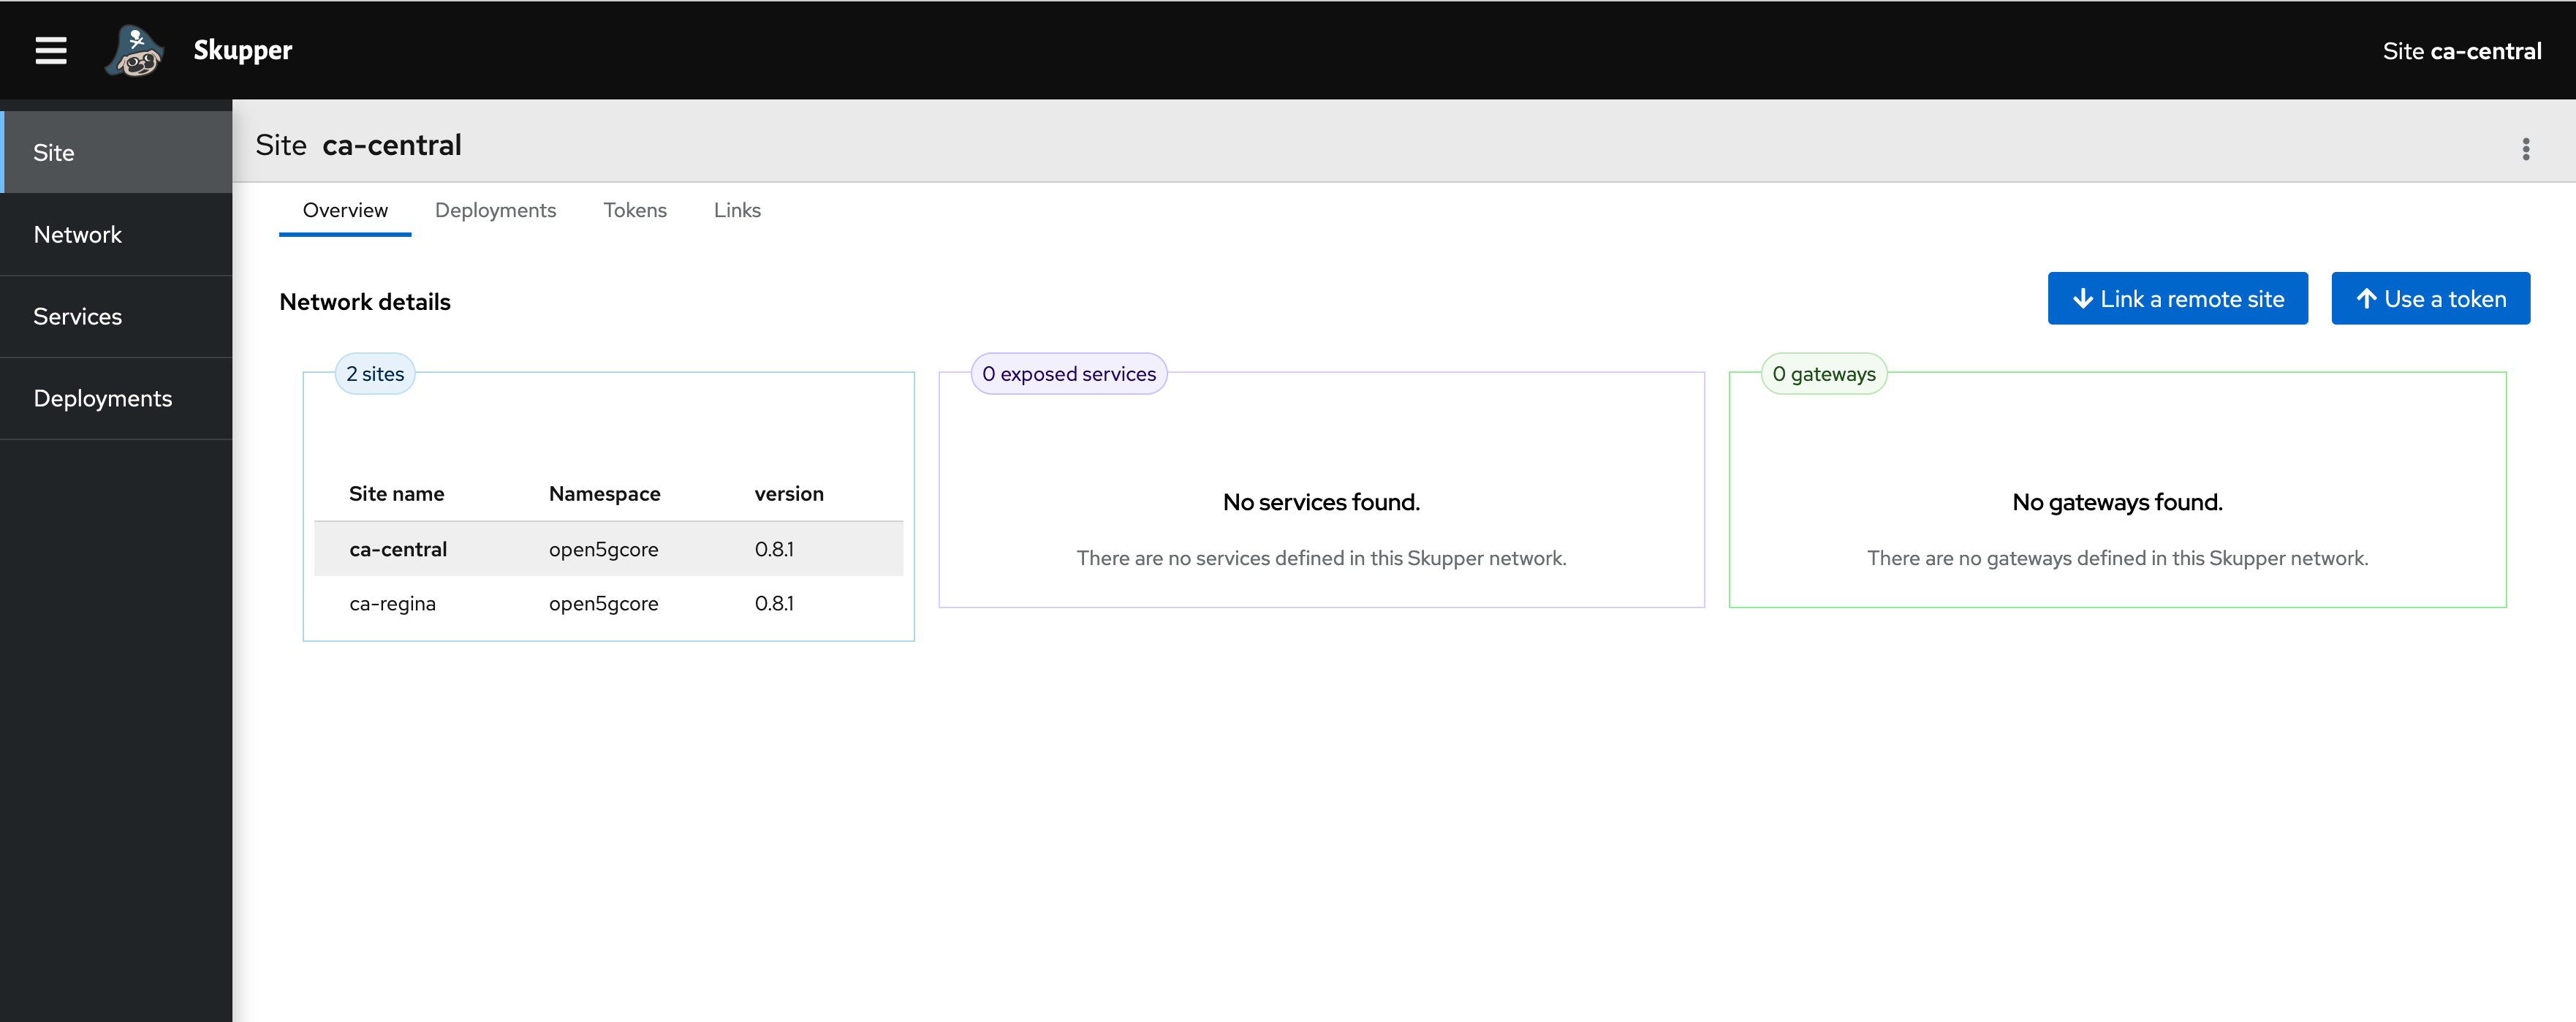 Skupper
Site ca-central
Site
Network
Services
Deployments
Site ca-central
Overview Deployments Tokens Links
Network details
Link a remote site
Use a token
2 sites
Site name Namespace version
ca-central open5gcore 0.8.1
ca-regina open5gcore 0.8.1
0 exposed services
No services found.
There are no services defined in this Skupper network.
0 gateways
No gateways found.
There are no gateways defined in this Skupper network.